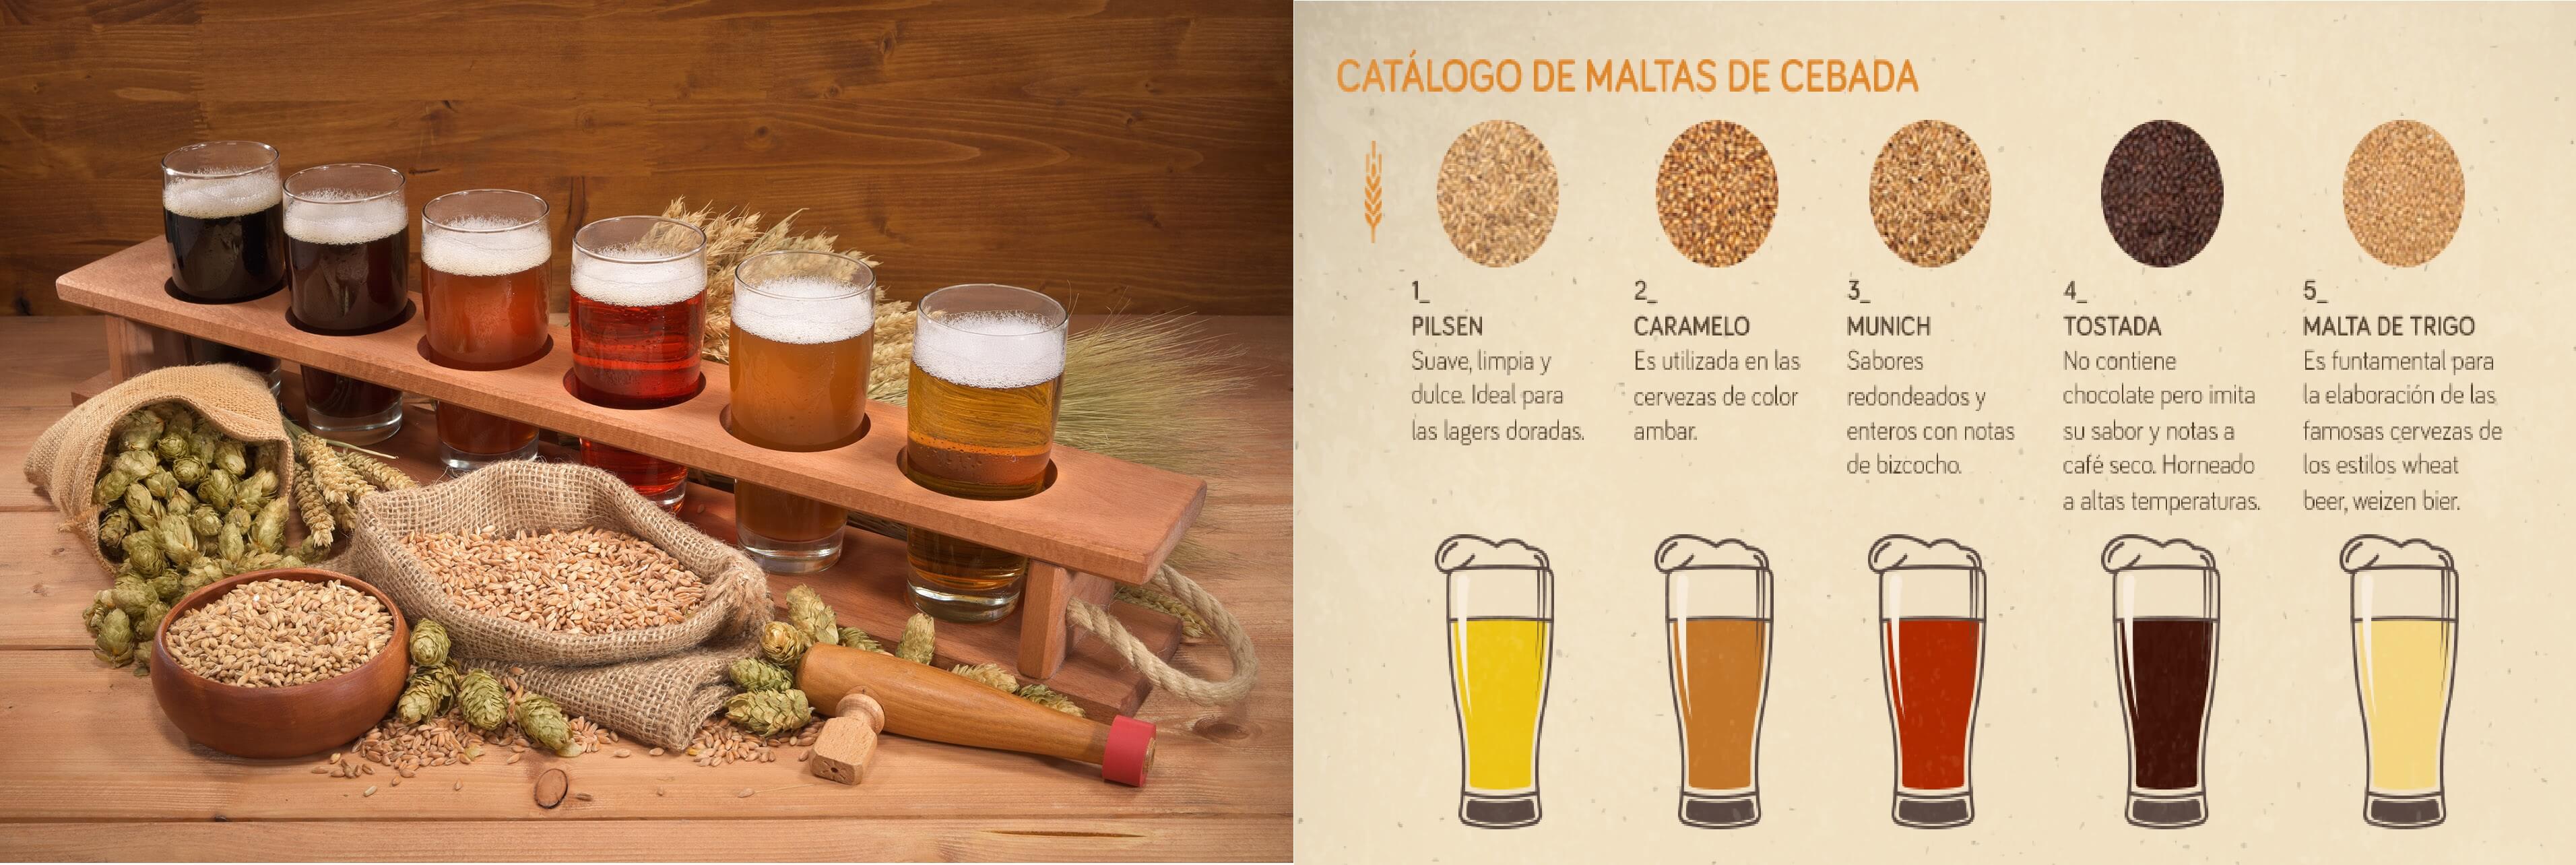 CATÁLOGO DE MALTAS DE CEBADA
1_
PILSEN
Suave, limpia y
dulce. Ideal para
las lagers doradas.
2_
CARAMELO
Es utilizada en las
cervezas de color
ambar.
3_
MUNICH
Sabores
redondeados y
enteros con notas
de bizcocho.
4_
TOSTADA
No contiene
chocolate pero imita
su sabor y notas a
café seco. Horneado
a altas temperaturas.
5_
MALTA DE TRIGO
Es funtamental para
la elaboración de las
famosas cervezas de
los estilos wheat
beer, weizen bier.